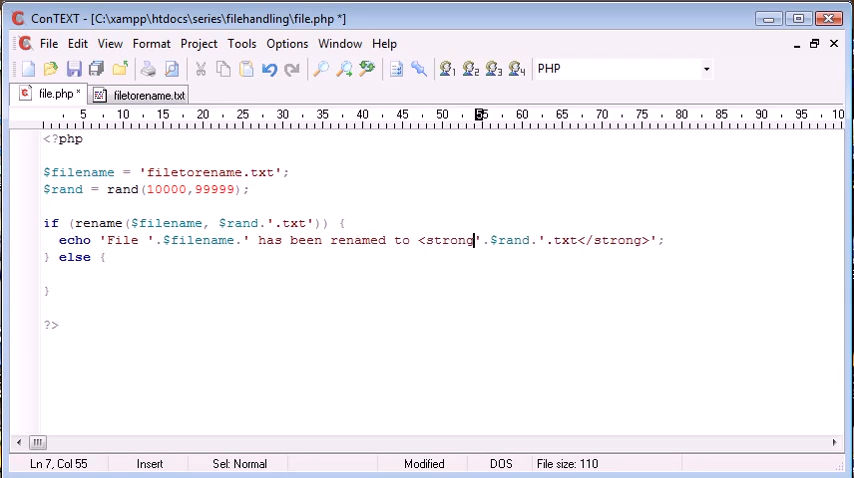 ConTEXT - [C:\xampp\htdocs\series\filehandling\file.php *]
File Edit View Format Project Tools Options Window Help
1 2 3 4 PHP
file.php * filetorename.txt
5 10 15 20 25 30 35 40 45 50 55 60 65 70 75 80 85 90 95 10
<?php
$filename = 'filetorename.txt';
$rand = rand(10000,99999);
if (rename($filename, $rand.'.txt')) {
echo 'File '.$filename.' has been renamed to <strong'.$rand.'.txt</strong>';
} else {
}
?>
Ln 7, Col 55 Insert Sel: Normal Modified DOS File size: 110